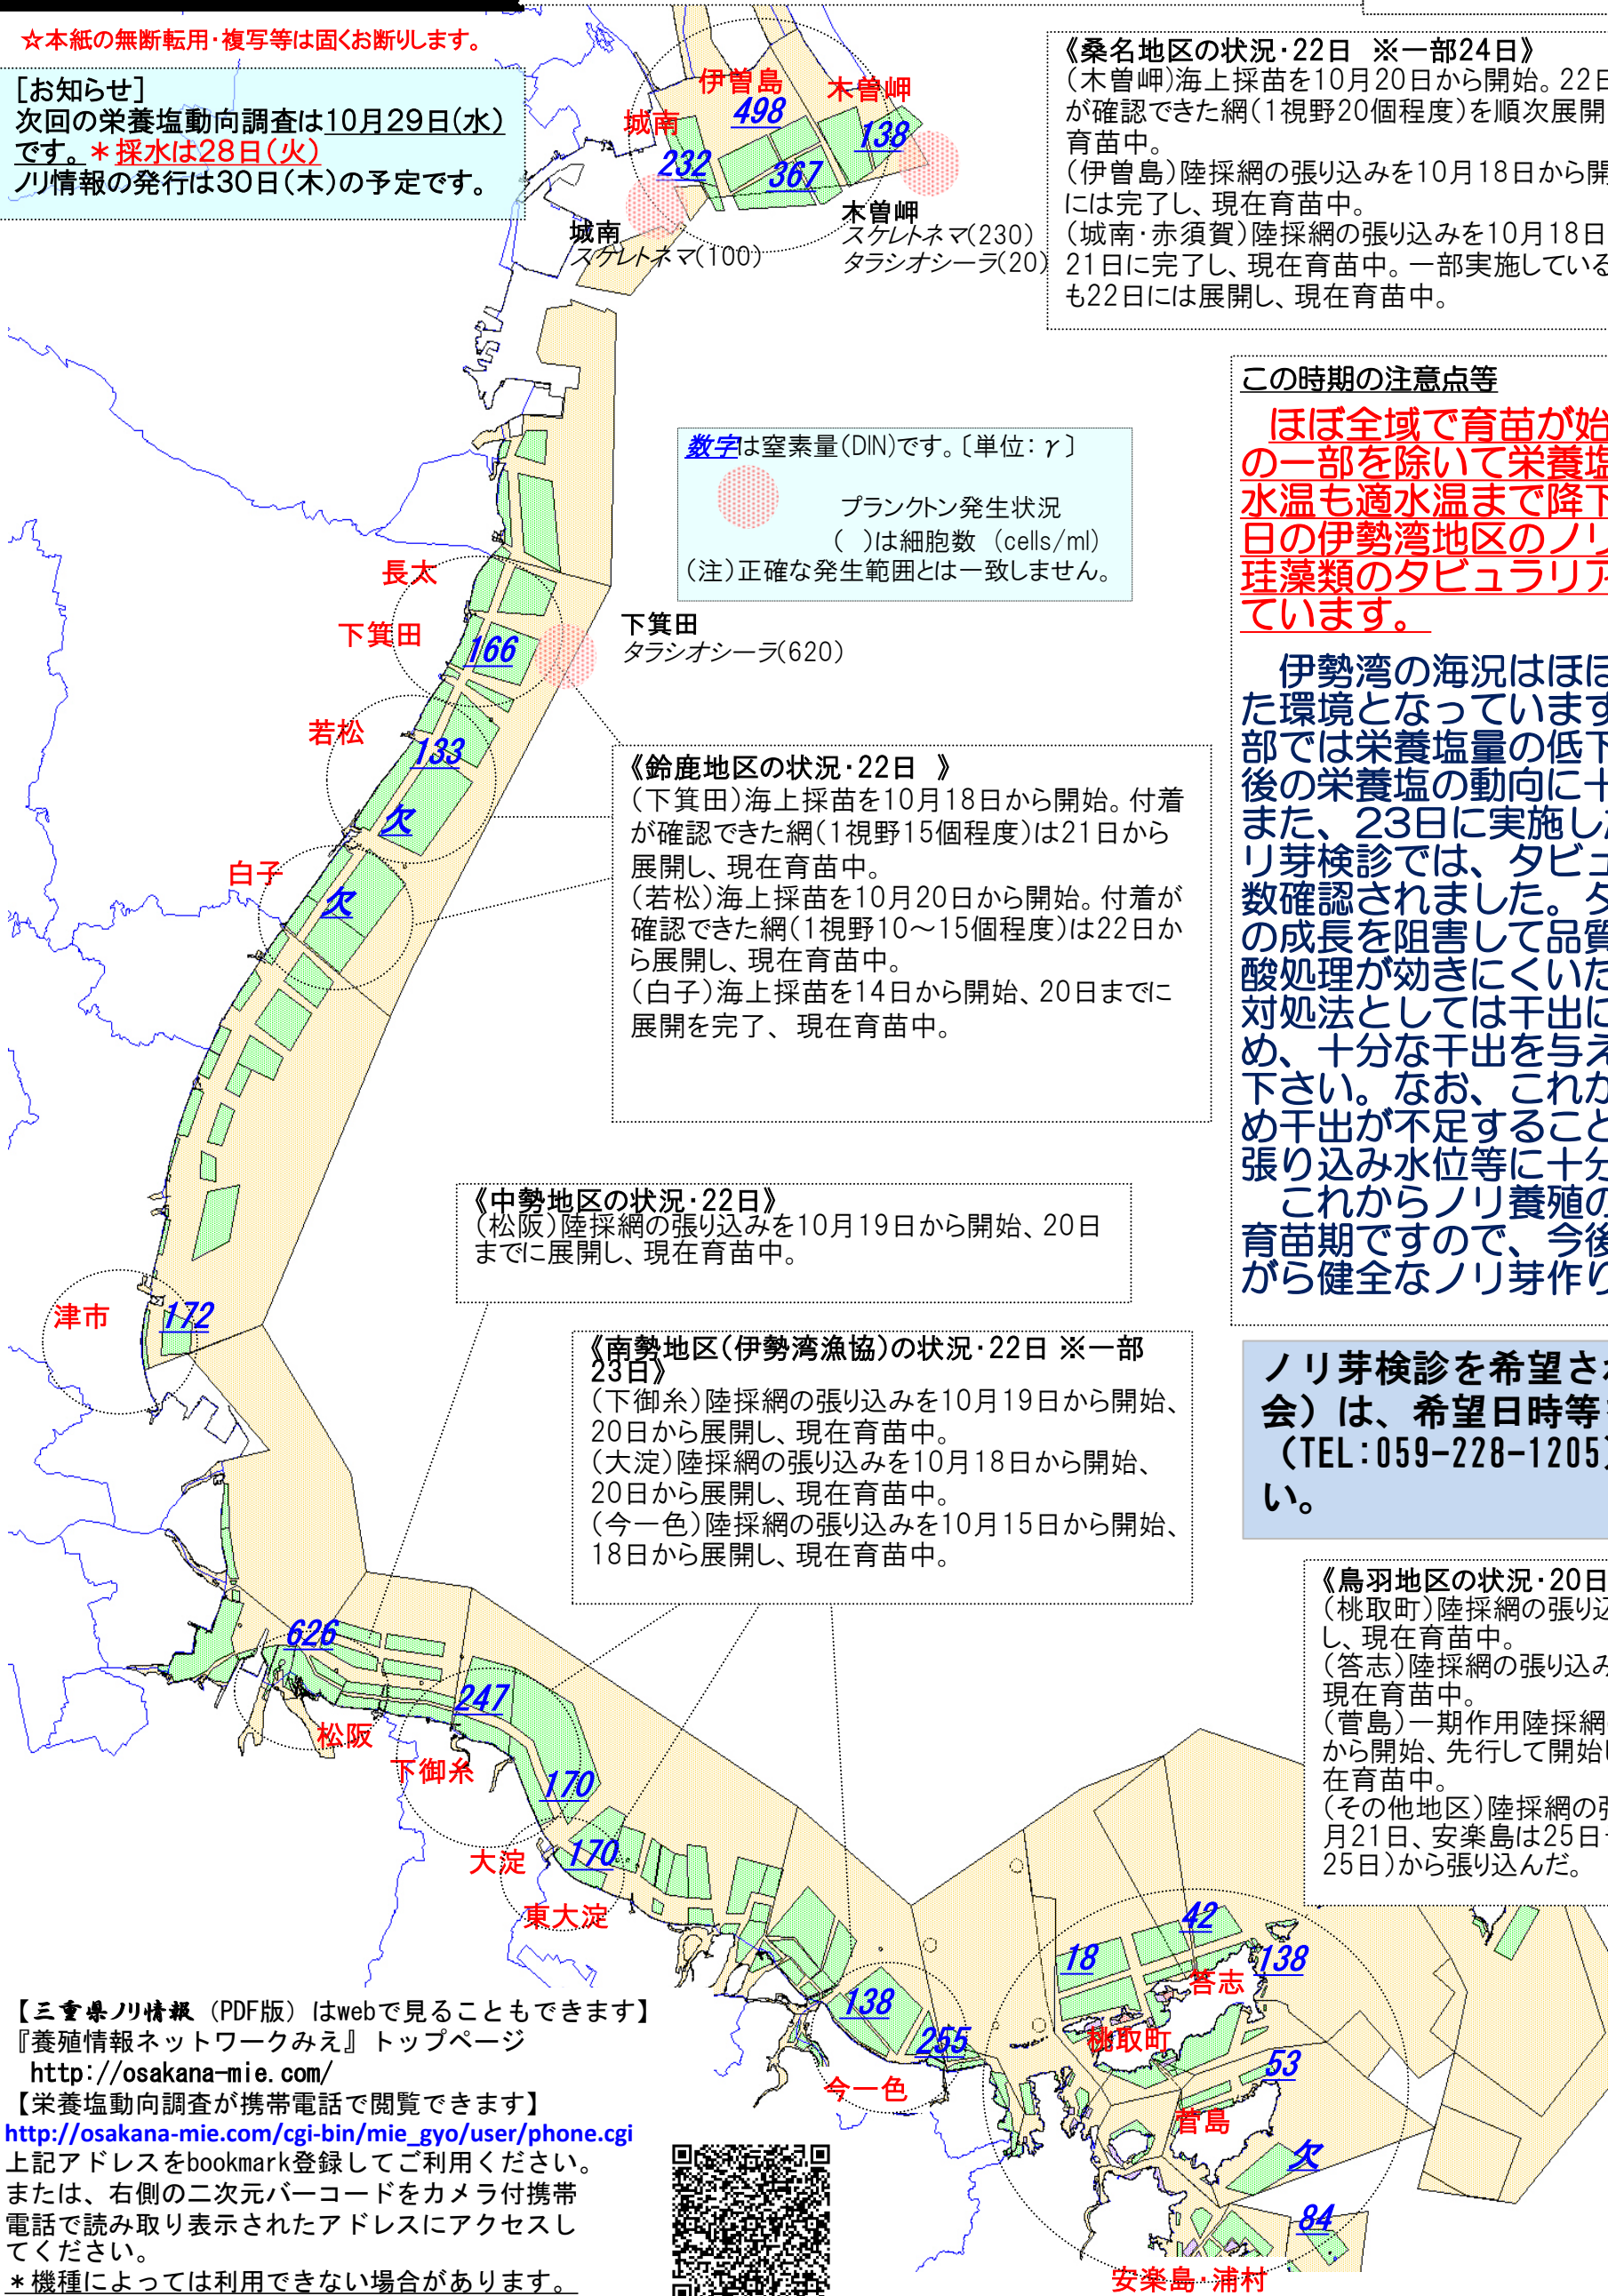 ☆本紙の無断転用・複写等は固くお断りします。
[お知らせ]
次回の栄養塩動向調査は10月29日(水)
です。＊採水は28日(火)
ノリ情報の発行は30日(木)の予定です。
伊曽島
木曽岬
城南
498
138
232
367
木曽岬
スケレトネマ(230)
タラシオシーラ(20)
城南
スケレトネマ(100)
《桑名地区の状況・22日　※一部24日》
(木曽岬)海上採苗を10月20日から開始。22日
が確認できた網(1視野20個程度)を順次展開
育苗中。
(伊曽島)陸採網の張り込みを10月18日から開
には完了し、現在育苗中。
(城南・赤須賀)陸採網の張り込みを10月18日
21日に完了し、現在育苗中。一部実施している
も22日には展開し、現在育苗中。
数字は窒素量(DIN)です。〔単位：γ〕
プランクトン発生状況
(　)は細胞数 (cells/ml)
(注)正確な発生範囲とは一致しません。
この時期の注意点等
ほぼ全域で育苗が始
の一部を除いて栄養塩
水温も適水温まで降下
日の伊勢湾地区のノリ
珪藻類のタビュラリア
ています。
伊勢湾の海況はほぼ
た環境となっています
部では栄養塩量の低下
後の栄養塩の動向に十
また、23日に実施した
リ芽検診では、タビュ
数確認されました。タ
の成長を阻害して品質
酸処理が効きにくいた
対処法としては干出に
め、十分な干出を与え
下さい。なお、これか
め干出が不足すること
張り込み水位等に十分
これからノリ養殖の
育苗期ですので、今後
がら健全なノリ芽作り
長太
下箕田
166
下箕田
タラシオシーラ(620)
若松
133
欠
白子
欠
《鈴鹿地区の状況・22日　》
(下箕田)海上採苗を10月18日から開始。付着
が確認できた網(1視野15個程度)は21日から
展開し、現在育苗中。
(若松)海上採苗を10月20日から開始。付着が
確認できた網(1視野10～15個程度)は22日か
ら展開し、現在育苗中。
(白子)海上採苗を14日から開始、20日までに
展開を完了、現在育苗中。
《中勢地区の状況・22日》
(松阪)陸採網の張り込みを10月19日から開始、20日
までに展開し、現在育苗中。
津市
172
《南勢地区(伊勢湾漁協)の状況・22日 ※一部
23日》
(下御糸)陸採網の張り込みを10月19日から開始、
20日から展開し、現在育苗中。
(大淀)陸採網の張り込みを10月18日から開始、
20日から展開し、現在育苗中。
(今一色)陸採網の張り込みを10月15日から開始、
18日から展開し、現在育苗中。
ノリ芽検診を希望され
会）は、希望日時等を
（TEL:059-228-1205)
い。
《鳥羽地区の状況・20日
(桃取町)陸採網の張り込
し、現在育苗中。
(答志)陸採網の張り込み
現在育苗中。
(菅島)一期作用陸採網
から開始、先行して開始し
在育苗中。
(その他地区)陸採網の張
月21日、安楽島は25日
25日)から張り込んだ。
626
247
松阪
下御糸
170
大淀
170
東大淀
42
18
138
答志
138
桃取町
255
53
今一色
菅島
欠
84
安楽島・浦村
【三重県ノリ情報（PDF版）はwebで見ることもできます】
『養殖情報ネットワークみえ』トップページ
http://osakana-mie.com/
【栄養塩動向調査が携帯電話で閲覧できます】
http://osakana-mie.com/cgi-bin/mie_gyo/user/phone.cgi
上記アドレスをbookmark登録してご利用ください。
または、右側の二次元バーコードをカメラ付携帯
電話で読み取り表示されたアドレスにアクセスし
てください。
＊機種によっては利用できない場合があります。